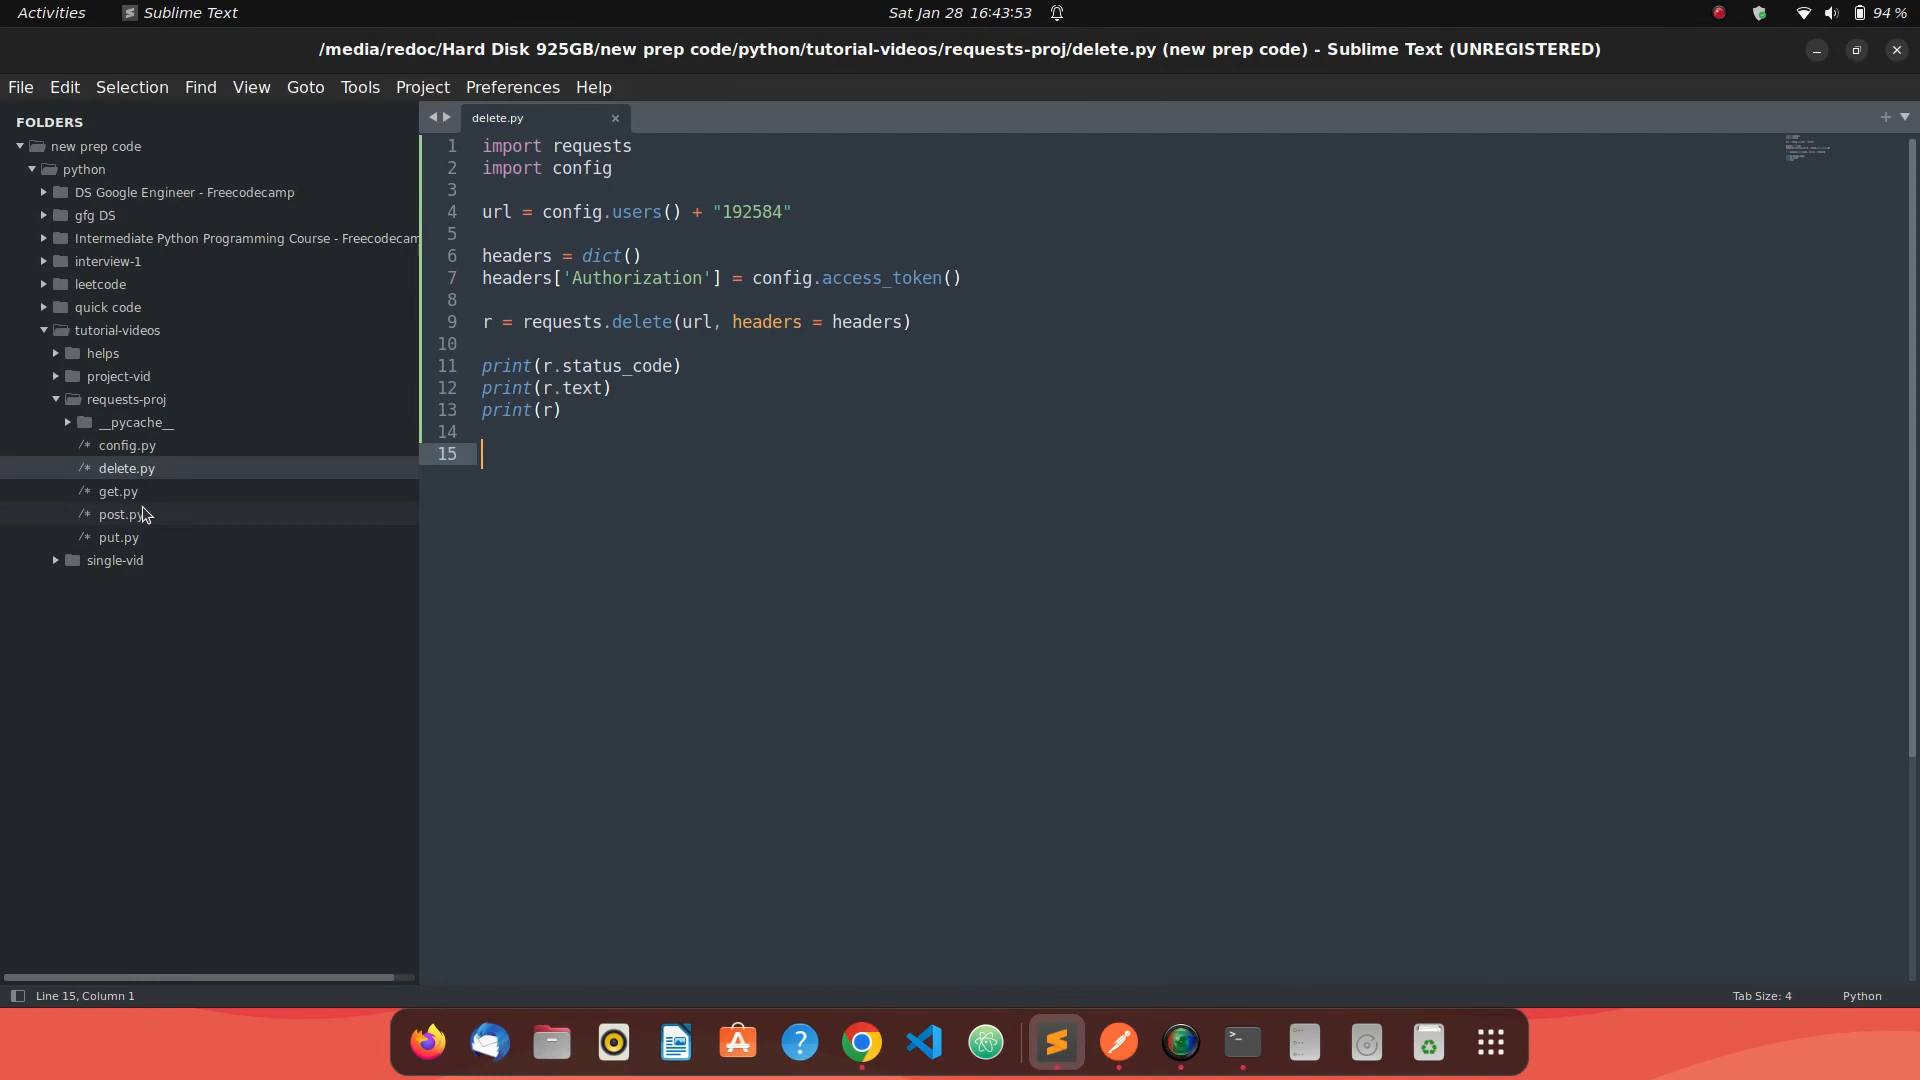 Activities
Sublime Text
Sat Jan 28 16:43:53
94 %
/media/redoc/Hard Disk 925GB/new prep code/python/tutorial-videos/requests-proj/delete.py (new prep code) - Sublime Text (UNREGISTERED)
File Edit Selection Find View Goto Tools Project Preferences Help
FOLDERS
new prep code
python
DS Google Engineer - Freecodecamp
gfg DS
Intermediate Python Programming Course - Freecodecam
interview-1
leetcode
quick code
tutorial-videos
helps
project-vid
requests-proj
__pycache__
/* config.py
/* delete.py
/* get.py
/* post.py
/* put.py
single-vid
delete.py
1 import requests
2 import config
3
4 url = config.users() + "192584"
5
6 headers = dict()
7 headers['Authorization'] = config.access_token()
8
9 r = requests.delete(url, headers = headers)
10
11 print(r.status_code)
12 print(r.text)
13 print(r)
14
15
Line 15, Column 1
Tab Size: 4
Python